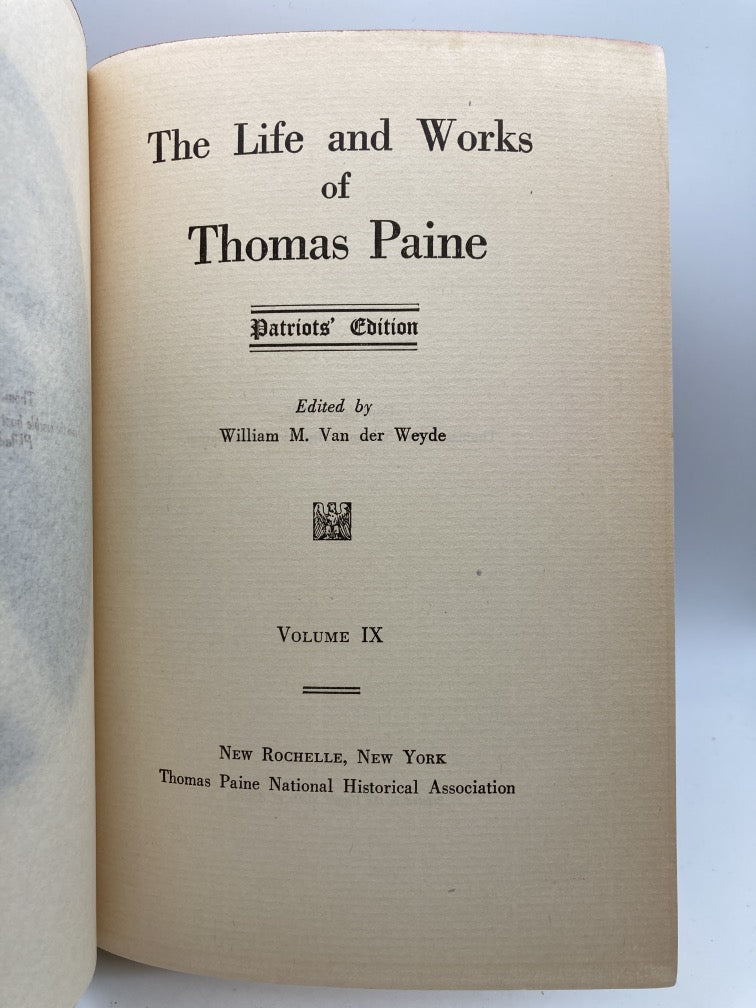 The Life and Works
of
Thomas Paine
Patriots' Edition
Edited by
William M. Van der Weyde
VOLUME IX
NEW ROCHELLE, NEW YORK
Thomas Paine National Historical Association